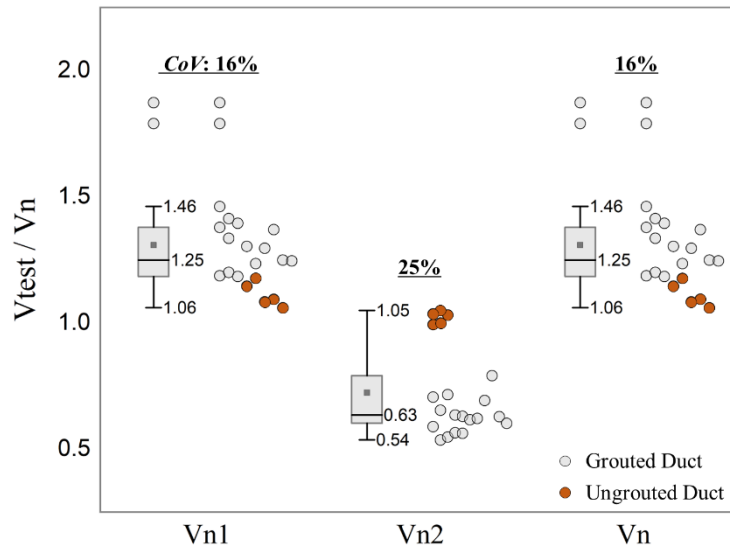 CoV: 16%
16%
2.0
1.5
1.46
1.46
1.25
1.25
25%
1.06
1.06
1.0
1.05
0.63
0.54
0.5
Vtest / Vn
Grouted Duct
Ungrouted Duct
Vn1
Vn2
Vn